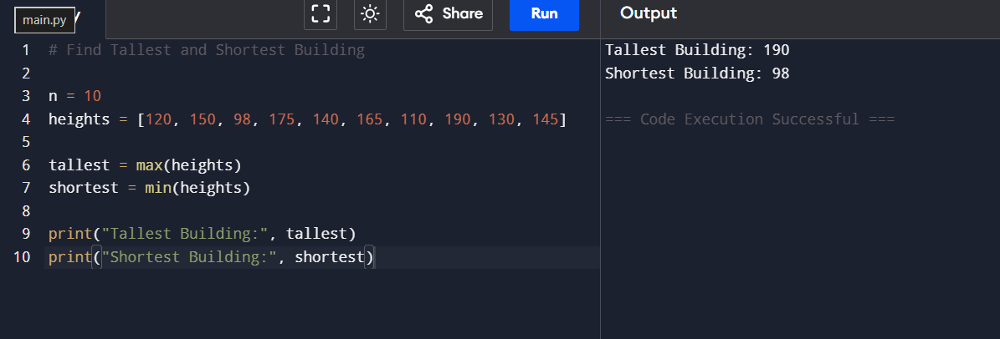 main.py
Share
Run
Output
1 # Find Tallest and Shortest Building
2
3 n = 10
4 heights = [120, 150, 98, 175, 140, 165, 110, 190, 130, 145]
5
6 tallest = max(heights)
7 shortest = min(heights)
8
9 print("Tallest Building:", tallest)
10 print("Shortest Building:", shortest)
Tallest Building: 190
Shortest Building: 98
=== Code Execution Successful ===